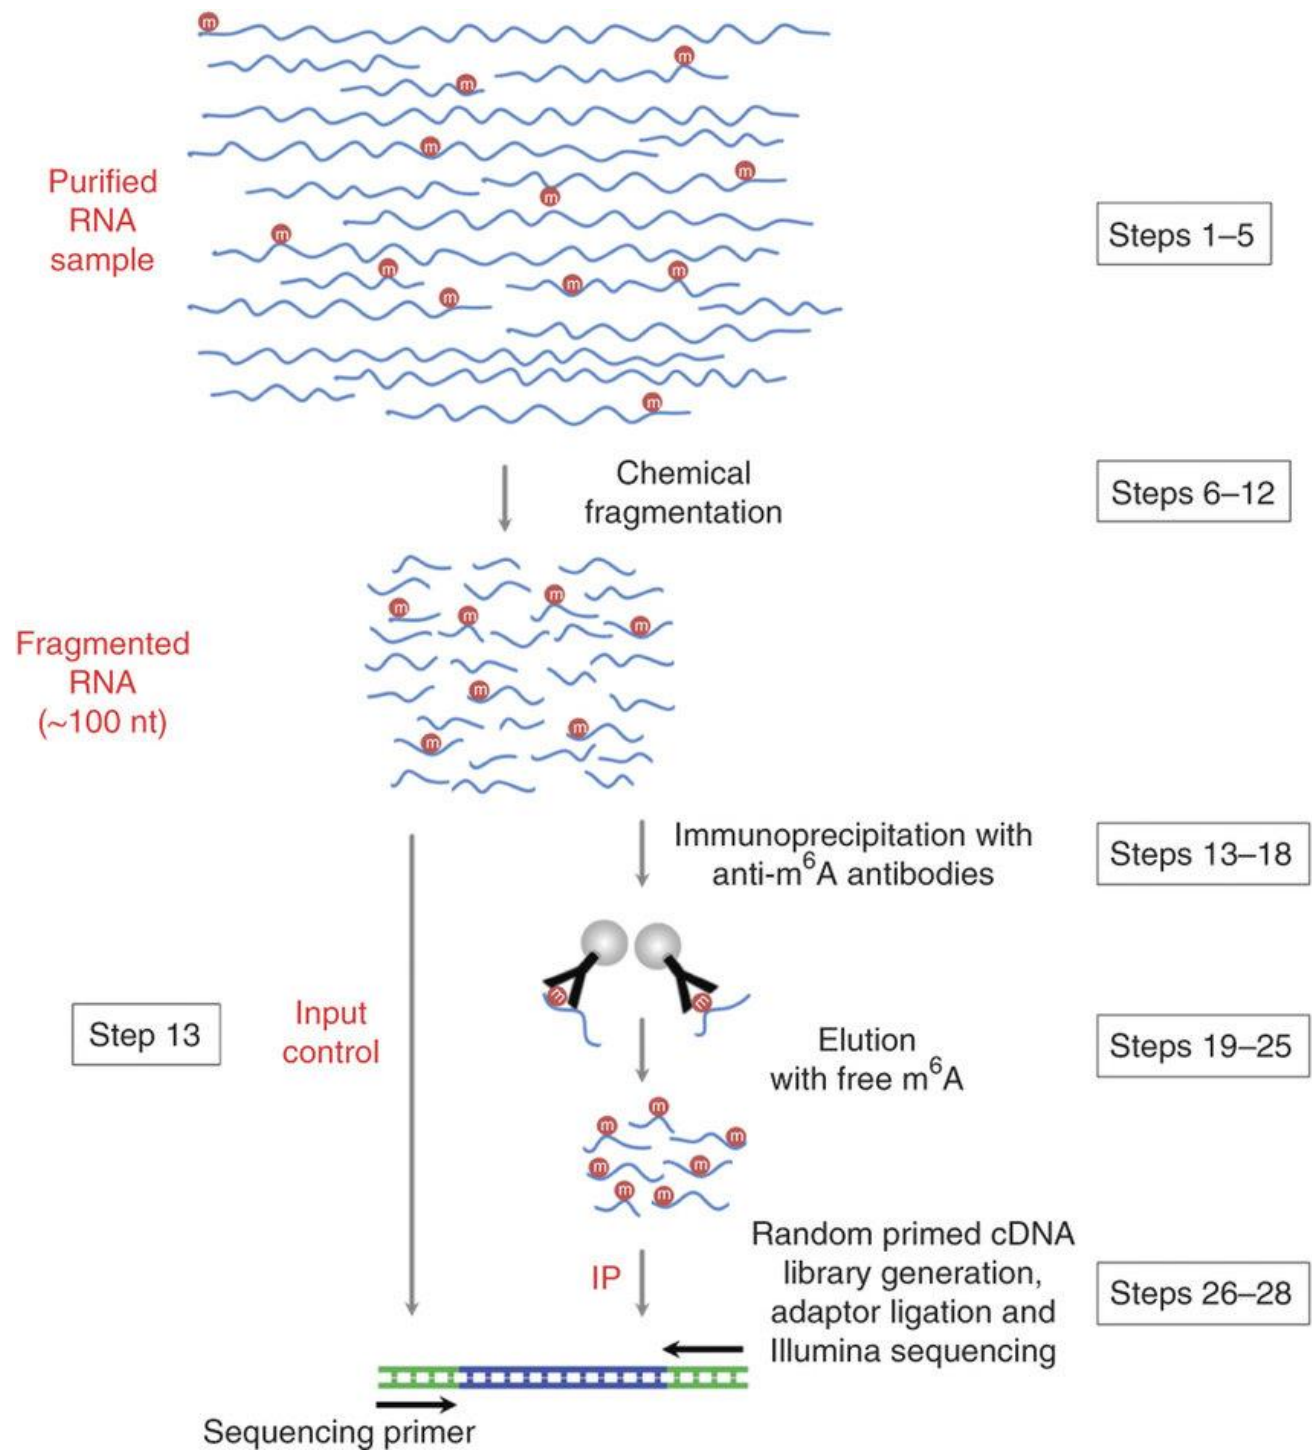 m
m
m
m
m
m
m
m
m
m
m
m
m
Purified
RNA
sample
Steps 1–5
Chemical
fragmentation
Steps 6–12
m
m
m
m
m
m
m
Fragmented
RNA
(~100 nt)
Immunoprecipitation with
anti-m⁶A antibodies
Steps 13–18
m
m
Step 13
Input
control
Elution
with free m⁶A
Steps 19–25
m
m
m
m
m
m
m
IP
Random primed cDNA
library generation,
adaptor ligation and
Illumina sequencing
Steps 26–28
Sequencing primer